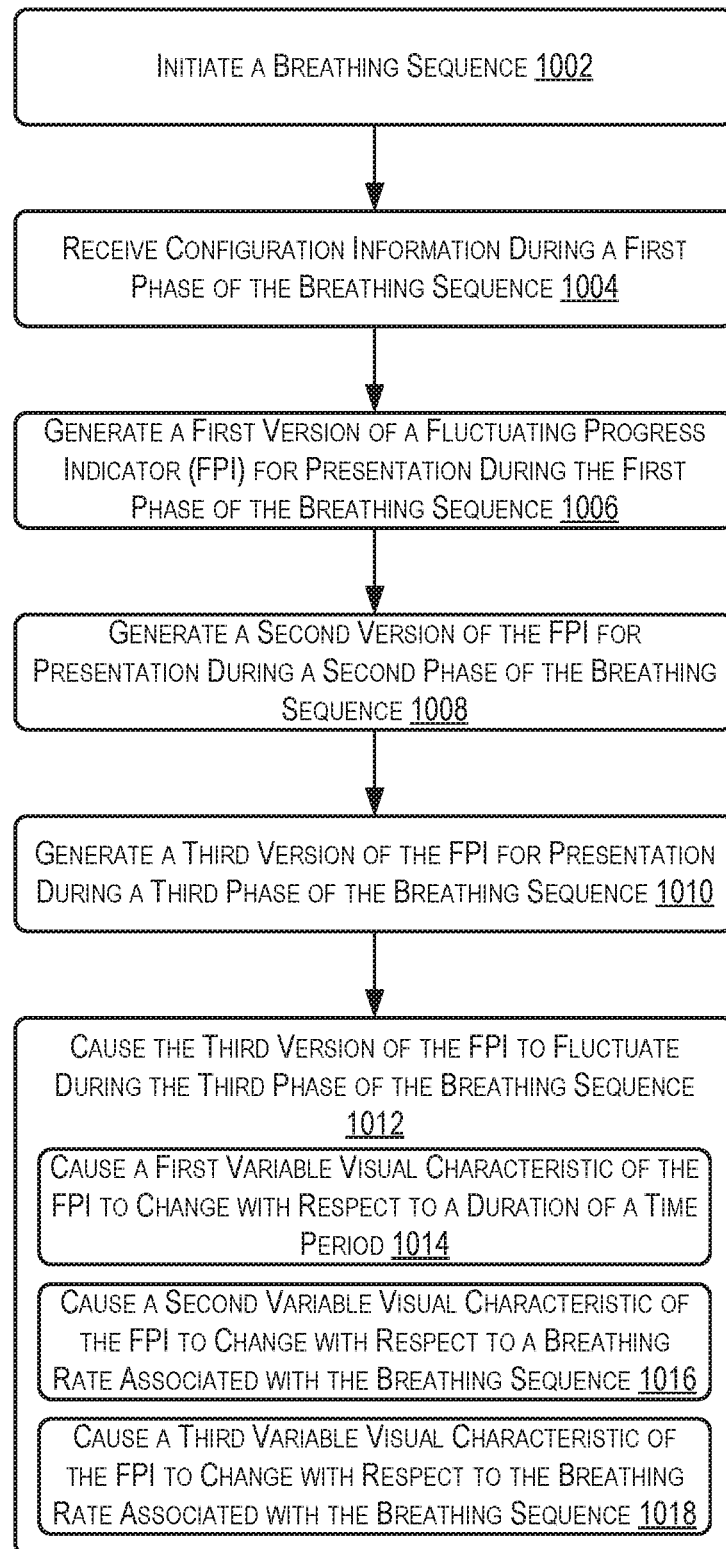 INITIATE A BREATHING SEQUENCE 1002
RECEIVE CONFIGURATION INFORMATION DURING A FIRST
PHASE OF THE BREATHING SEQUENCE 1004
GENERATE A FIRST VERSION OF A FLUCTUATING PROGRESS
INDICATOR (FPI) FOR PRESENTATION DURING THE FIRST
PHASE OF THE BREATHING SEQUENCE 1006
GENERATE A SECOND VERSION OF THE FPI FOR
PRESENTATION DURING A SECOND PHASE OF THE BREATHING
SEQUENCE 1008
GENERATE A THIRD VERSION OF THE FPI FOR PRESENTATION
DURING A THIRD PHASE OF THE BREATHING SEQUENCE 1010
CAUSE THE THIRD VERSION OF THE FPI TO FLUCTUATE
DURING THE THIRD PHASE OF THE BREATHING SEQUENCE
1012
CAUSE A FIRST VARIABLE VISUAL CHARACTERISTIC OF THE
FPI TO CHANGE WITH RESPECT TO A DURATION OF A TIME
PERIOD 1014
CAUSE A SECOND VARIABLE VISUAL CHARACTERISTIC OF
THE FPI TO CHANGE WITH RESPECT TO A BREATHING
RATE ASSOCIATED WITH THE BREATHING SEQUENCE 1016
CAUSE A THIRD VARIABLE VISUAL CHARACTERISTIC OF
THE FPI TO CHANGE WITH RESPECT TO THE BREATHING
RATE ASSOCIATED WITH THE BREATHING SEQUENCE 1018